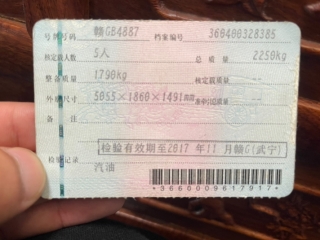 号牌号码 赣GB4887 档案编号 360400328385
核定载人数 5人 总质量 2250kg
整备质量 1790kg 核定载质量 --
外廓尺寸 5055×1860×1491mm 准牵引总质量 --
备注
检验有效期至2017年11月赣G(武宁)
检验记录
汽油
*3660009617917*